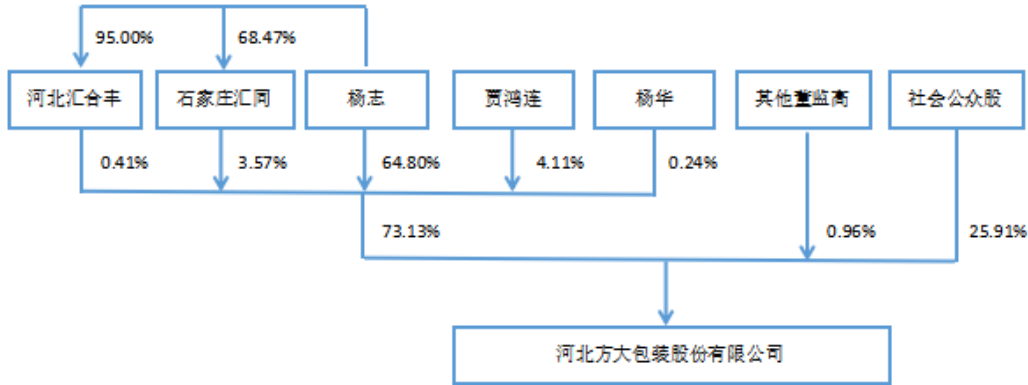 95.00%
68.47%
河北汇合丰
石家庄汇同
杨志
贾鸿连
杨华
其他董监高
社会公众股
0.41%
3.57%
64.80%
4.11%
0.24%
73.13%
0.96%
25.91%
河北方大包装股份有限公司